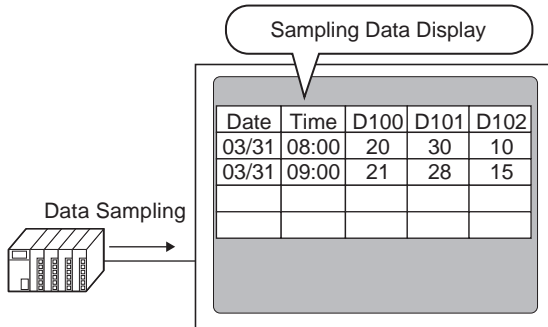 Sampling Data Display
Date Time D100 D101 D102
03/31 08:00 20 30 10
03/31 09:00 21 28 15
Data Sampling